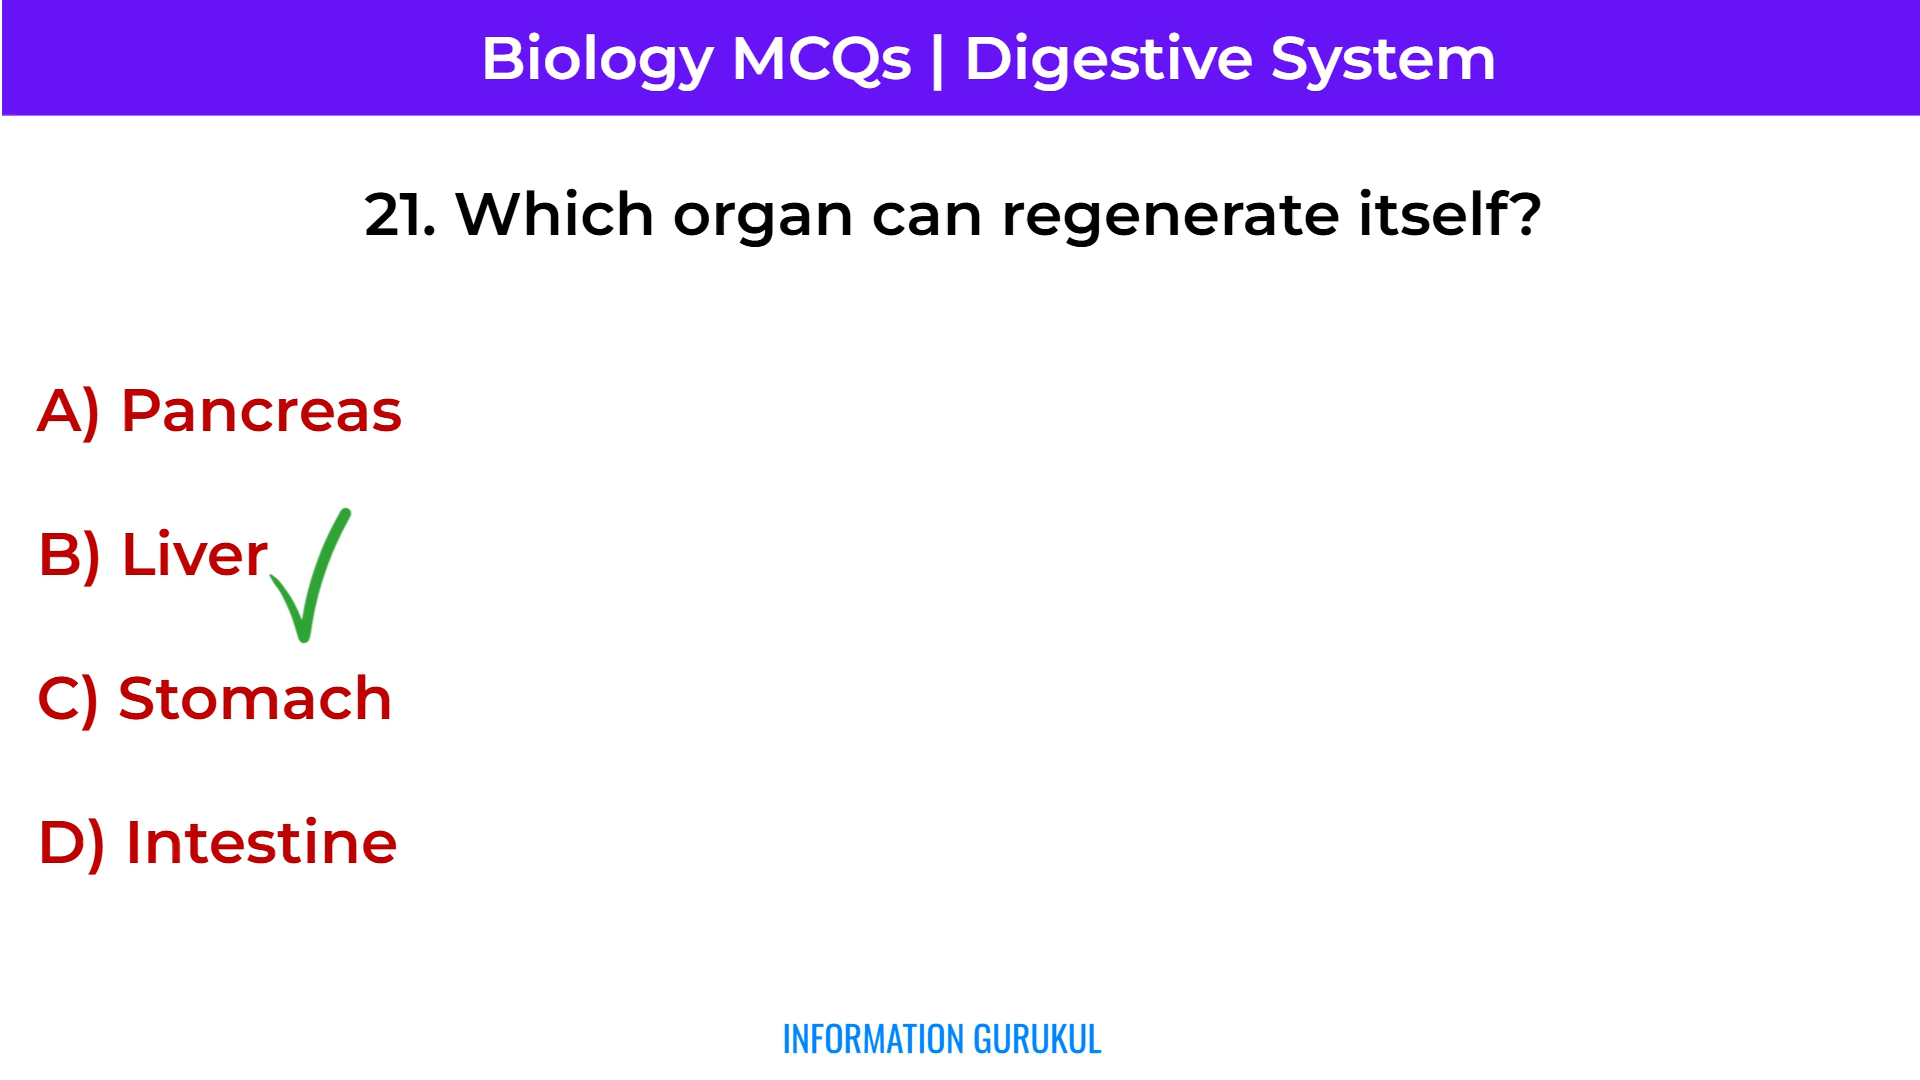 Biology MCQs | Digestive System
21. Which organ can regenerate itself?
A) Pancreas
B) Liver
C) Stomach
D) Intestine
INFORMATION GURUKUL